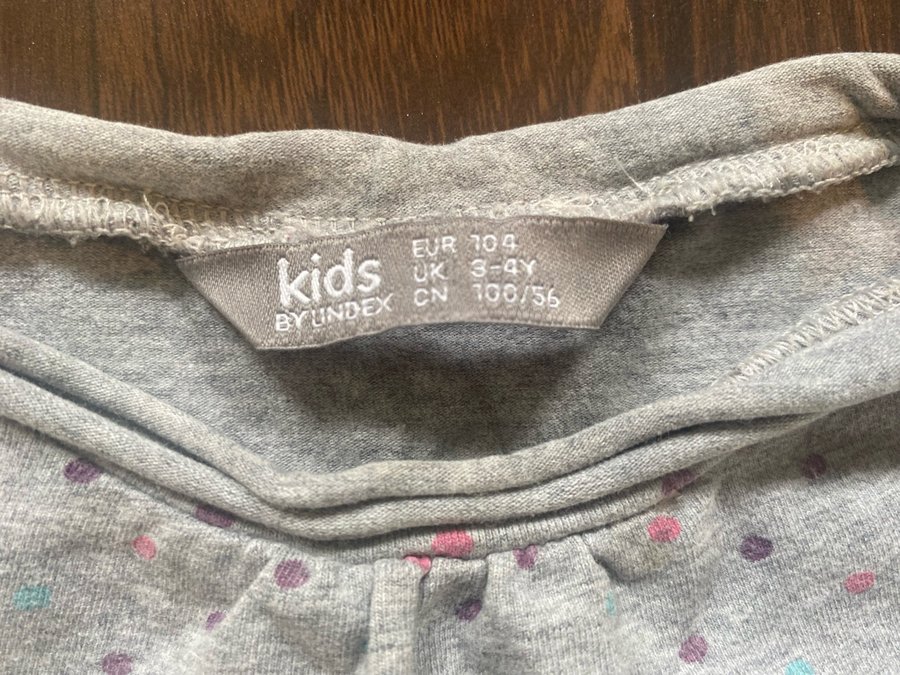 kids
BY LINDEX
EUR 104
UK 3-4Y
CN 100/56